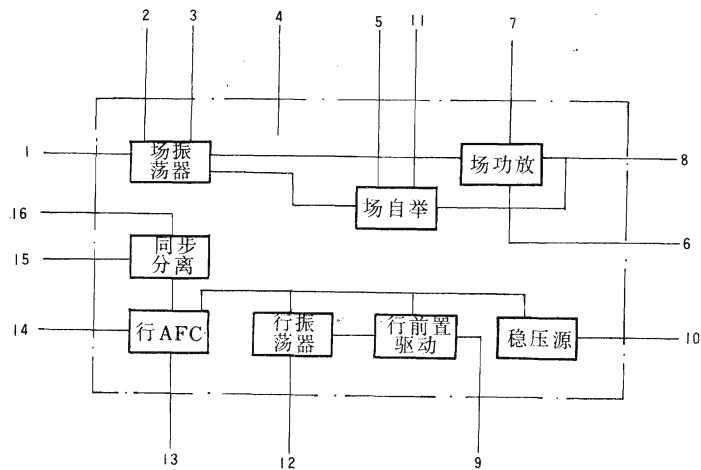 2 3 4 5 11 7
1
场振
荡器
场功放
8
场自举
16
同步
分离
15
6
14
行AFC
行振
荡器
行前置
驱动
稳压源
10
13 12 9